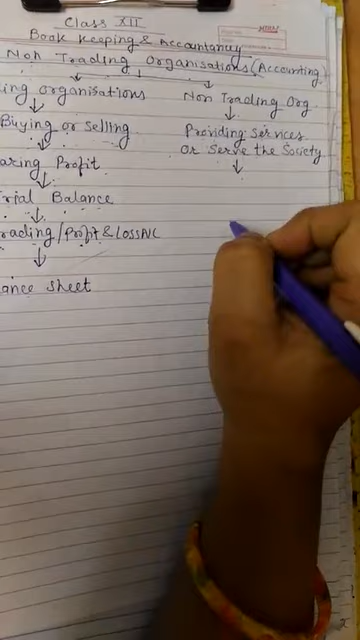 Class XII
Book Keeping & Accountancy
Non Trading Organisations (Accounting
ing Organisations
Non Trading Org
Buying or Selling
Providing Services
or Serve the Society
aring Profit
rial Balance
rading/Profit & Loss A/C
ance Sheet